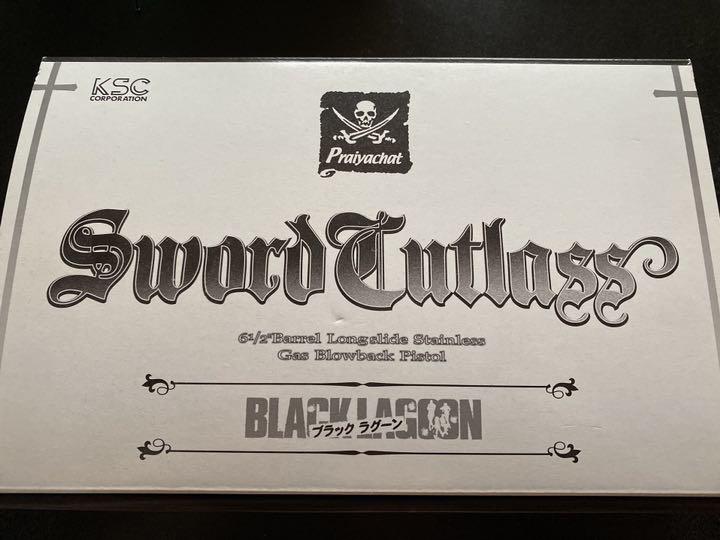 KSC
CORPORATION
Praiyachat
Sword Cutlass
6 1/2" Barrel Longslide Stainless
Gas Blowback Pistol
BLACK LAGOON
ブラック ラグーン